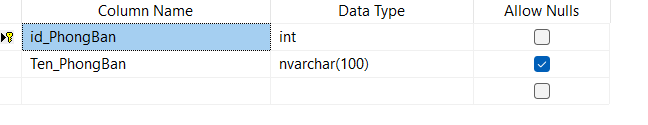 Column Name Data Type Allow Nulls
id_PhongBan int
Ten_PhongBan nvarchar(100)